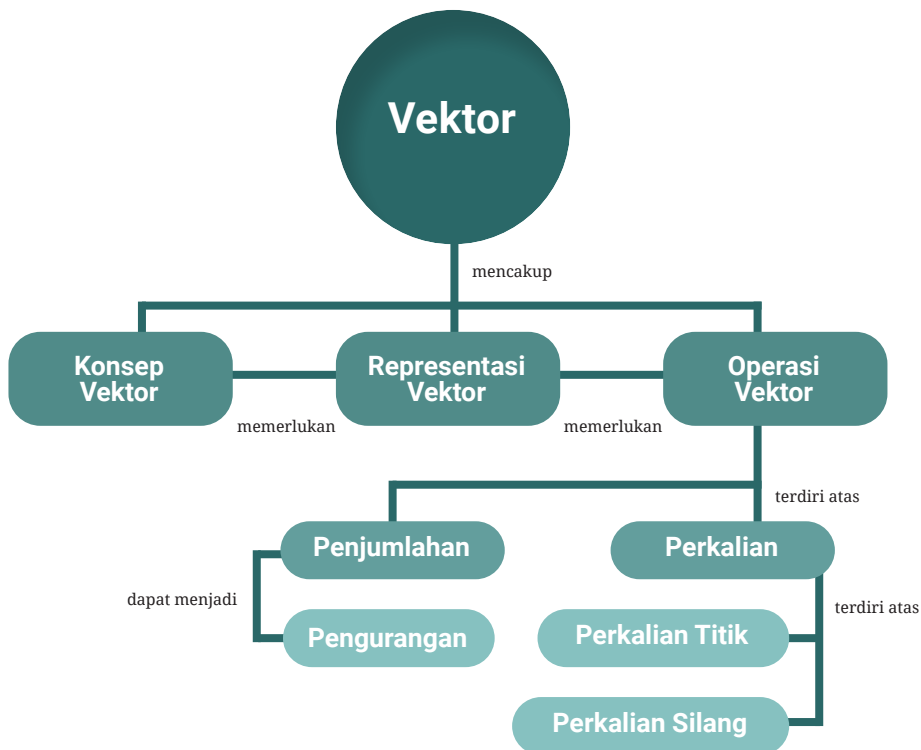 Vektor
mencakup
Konsep
Vektor
Representasi
Vektor
Operasi
Vektor
memerlukan
memerlukan
terdiri atas
Penjumlahan
Perkalian
dapat menjadi
terdiri atas
Pengurangan
Perkalian Titik
Perkalian Silang